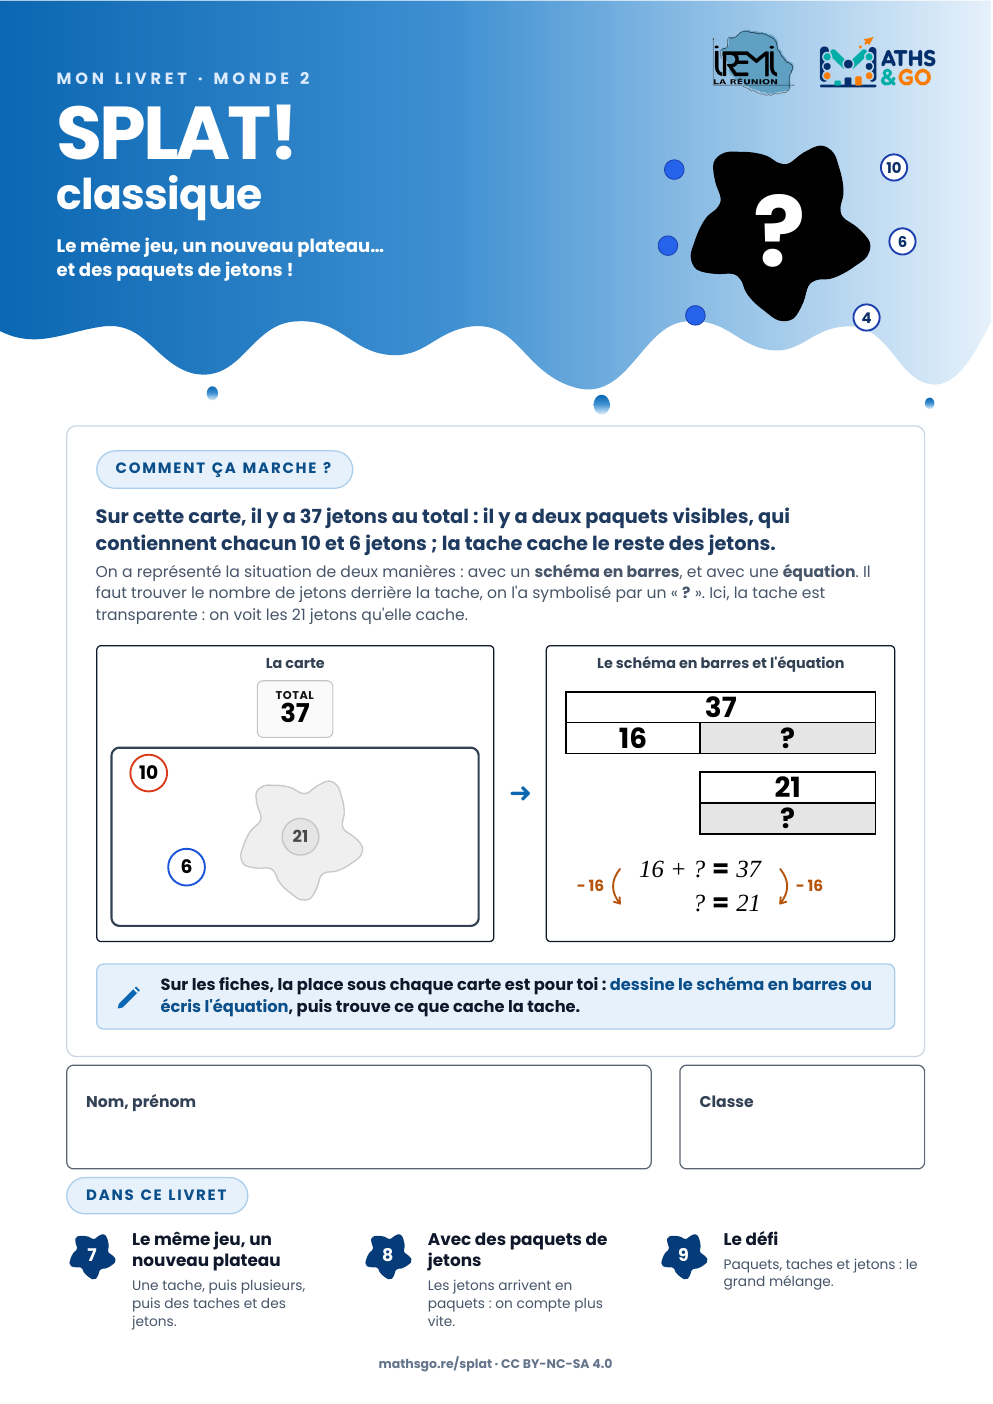 MON LIVRET · MONDE 2
SPLAT!
classique
Le même jeu, un nouveau plateau...
et des paquets de jetons !
iREMi
LA RÉUNION
MATHS
&GO
?
10
6
4
COMMENT ÇA MARCHE ?
Sur cette carte, il y a 37 jetons au total : il y a deux paquets visibles, qui
contiennent chacun 10 et 6 jetons ; la tache cache le reste des jetons.
On a représenté la situation de deux manières : avec un schéma en barres, et avec une équation. Il
faut trouver le nombre de jetons derrière la tache, on l'a symbolisé par un « ? ». Ici, la tache est
transparente : on voit les 21 jetons qu'elle cache.
La carte
TOTAL
37
10
6
21
➜
Le schéma en barres et l'équation
37
16 ?
21
?
− 16 16 + ? = 37 − 16
? = 21
Sur les fiches, la place sous chaque carte est pour toi : dessine le schéma en barres ou
écris l'équation, puis trouve ce que cache la tache.
Nom, prénom
Classe
DANS CE LIVRET
7
Le même jeu, un
nouveau plateau
Une tache, puis plusieurs,
puis des taches et des
jetons.
8
Avec des paquets de
jetons
Les jetons arrivent en
paquets : on compte plus
vite.
9
Le défi
Paquets, taches et jetons : le
grand mélange.
mathsgo.re/splat · CC BY-NC-SA 4.0